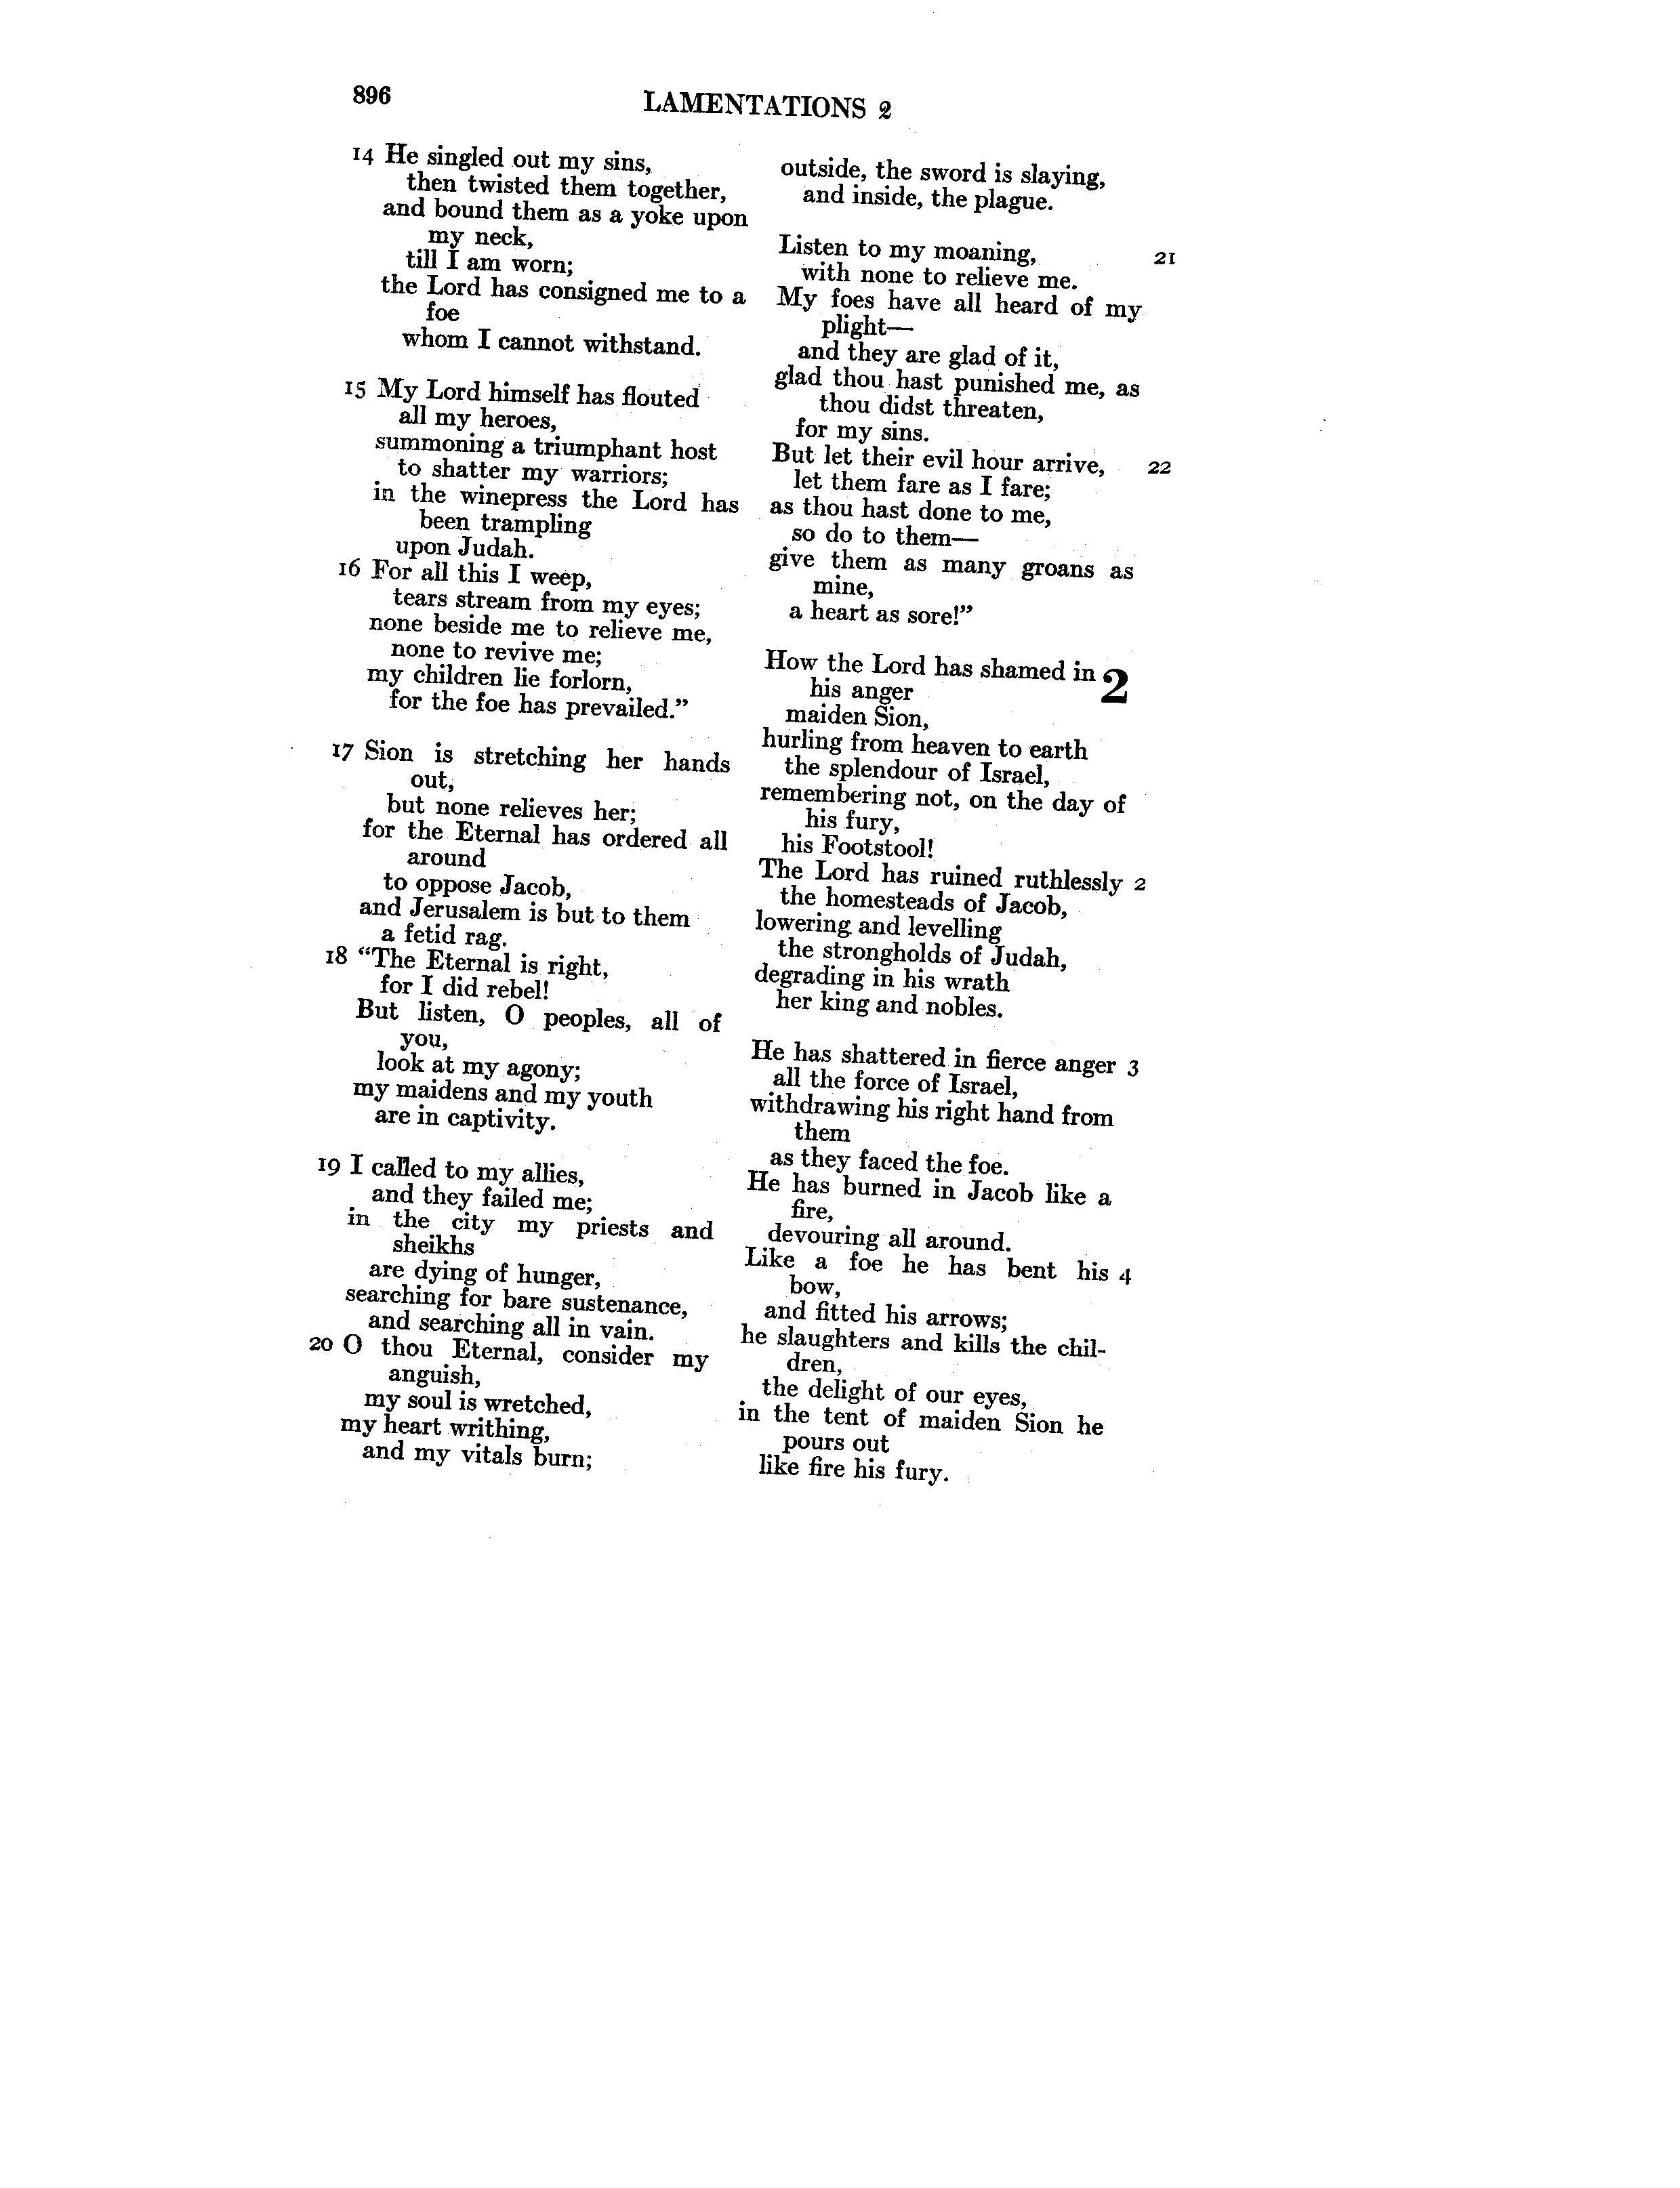 896
LAMENTATIONS 2
14 He singled out my sins,
then twisted them together,
and bound them as a yoke upon
my neck,
till I am worn;
the Lord has consigned me to a
foe
whom I cannot withstand.
15 My Lord himself has flouted
all my heroes,
summoning a triumphant host
to shatter my warriors;
in the winepress the Lord has
been trampling
upon Judah.
16 For all this I weep,
tears stream from my eyes;
none beside me to relieve me,
none to revive me;
my children lie forlorn,
for the foe has prevailed.”
17 Sion is stretching her hands
out,
but none relieves her;
for the Eternal has ordered all
around
to oppose Jacob,
and Jerusalem is but to them
a fetid rag.
18 “The Eternal is right,
for I did rebel!
But listen, O peoples, all of
you,
look at my agony;
my maidens and my youth
are in captivity.
19 I called to my allies,
and they failed me;
in the city my priests and
sheikhs
are dying of hunger,
searching for bare sustenance,
and searching all in vain.
20 O thou Eternal, consider my
anguish,
my soul is wretched,
my heart writhing,
and my vitals burn;
outside, the sword is slaying,
and inside, the plague.
Listen to my moaning, 21
with none to relieve me.
My foes have all heard of my
plight—
and they are glad of it,
glad thou hast punished me, as
thou didst threaten,
for my sins.
But let their evil hour arrive, 22
let them fare as I fare;
as thou hast done to me,
so do to them—
give them as many groans as
mine,
a heart as sore!”
How the Lord has shamed in 2
his anger
maiden Sion,
hurling from heaven to earth
the splendour of Israel,
remembering not, on the day of
his fury,
his Footstool!
The Lord has ruined ruthlessly 2
the homesteads of Jacob,
lowering and levelling
the strongholds of Judah,
degrading in his wrath
her king and nobles.
He has shattered in fierce anger 3
all the force of Israel,
withdrawing his right hand from
them
as they faced the foe.
He has burned in Jacob like a
fire,
devouring all around.
Like a foe he has bent his 4
bow,
and fitted his arrows;
he slaughters and kills the chil-
dren,
the delight of our eyes,
in the tent of maiden Sion he
pours out
like fire his fury.